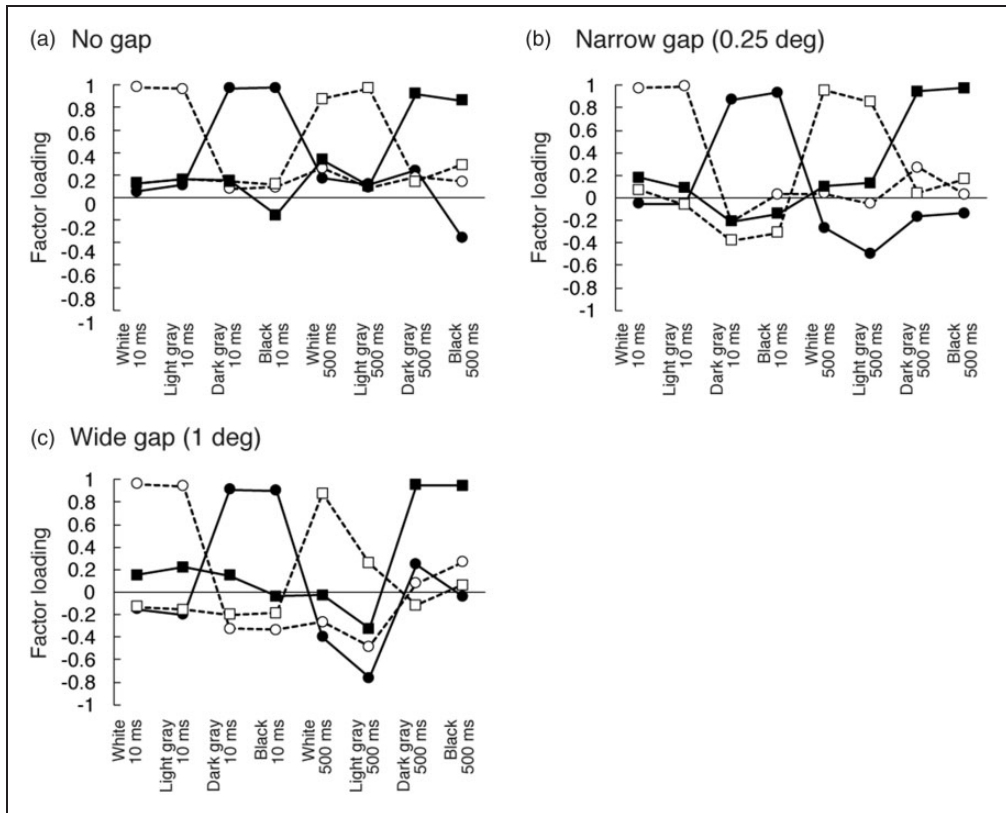 (a) No gap
Factor loading
1
0.8
0.6
0.4
0.2
0
-0.2
-0.4
-0.6
-0.8
-1
White
10 ms
Light gray
10 ms
Dark gray
10 ms
Black
10 ms
White
500 ms
Light gray
500 ms
Dark gray
500 ms
Black
500 ms
(b) Narrow gap (0.25 deg)
Factor loading
1
0.8
0.6
0.4
0.2
0
-0.2
-0.4
-0.6
-0.8
-1
White
10 ms
Light gray
10 ms
Dark gray
10 ms
Black
10 ms
White
500 ms
Light gray
500 ms
Dark gray
500 ms
Black
500 ms
(c) Wide gap (1 deg)
Factor loading
1
0.8
0.6
0.4
0.2
0
-0.2
-0.4
-0.6
-0.8
-1
White
10 ms
Light gray
10 ms
Dark gray
10 ms
Black
10 ms
White
500 ms
Light gray
500 ms
Dark gray
500 ms
Black
500 ms